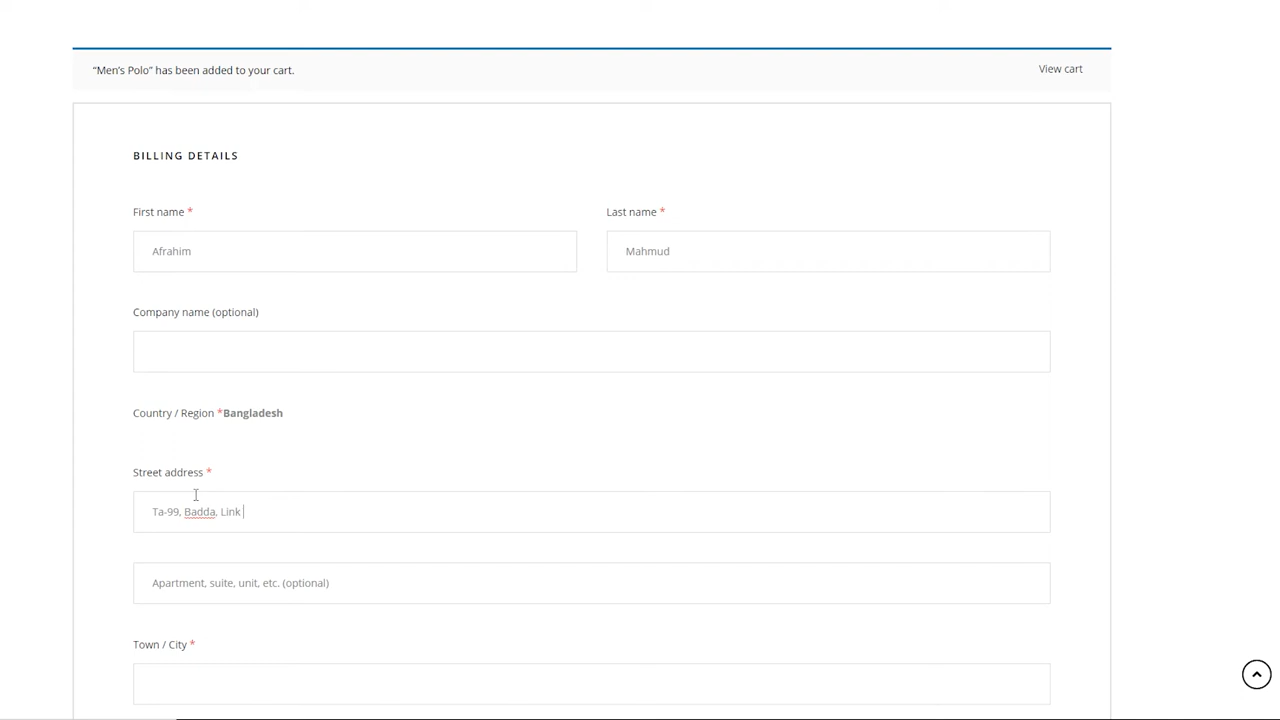 “Men’s Polo” has been added to your cart. View cart
BILLING DETAILS
First name * Last name *
Afrahim Mahmud
Company name (optional)
Country / Region *Bangladesh
Street address *
Ta-99, Badda, Link
Apartment, suite, unit, etc. (optional)
Town / City *